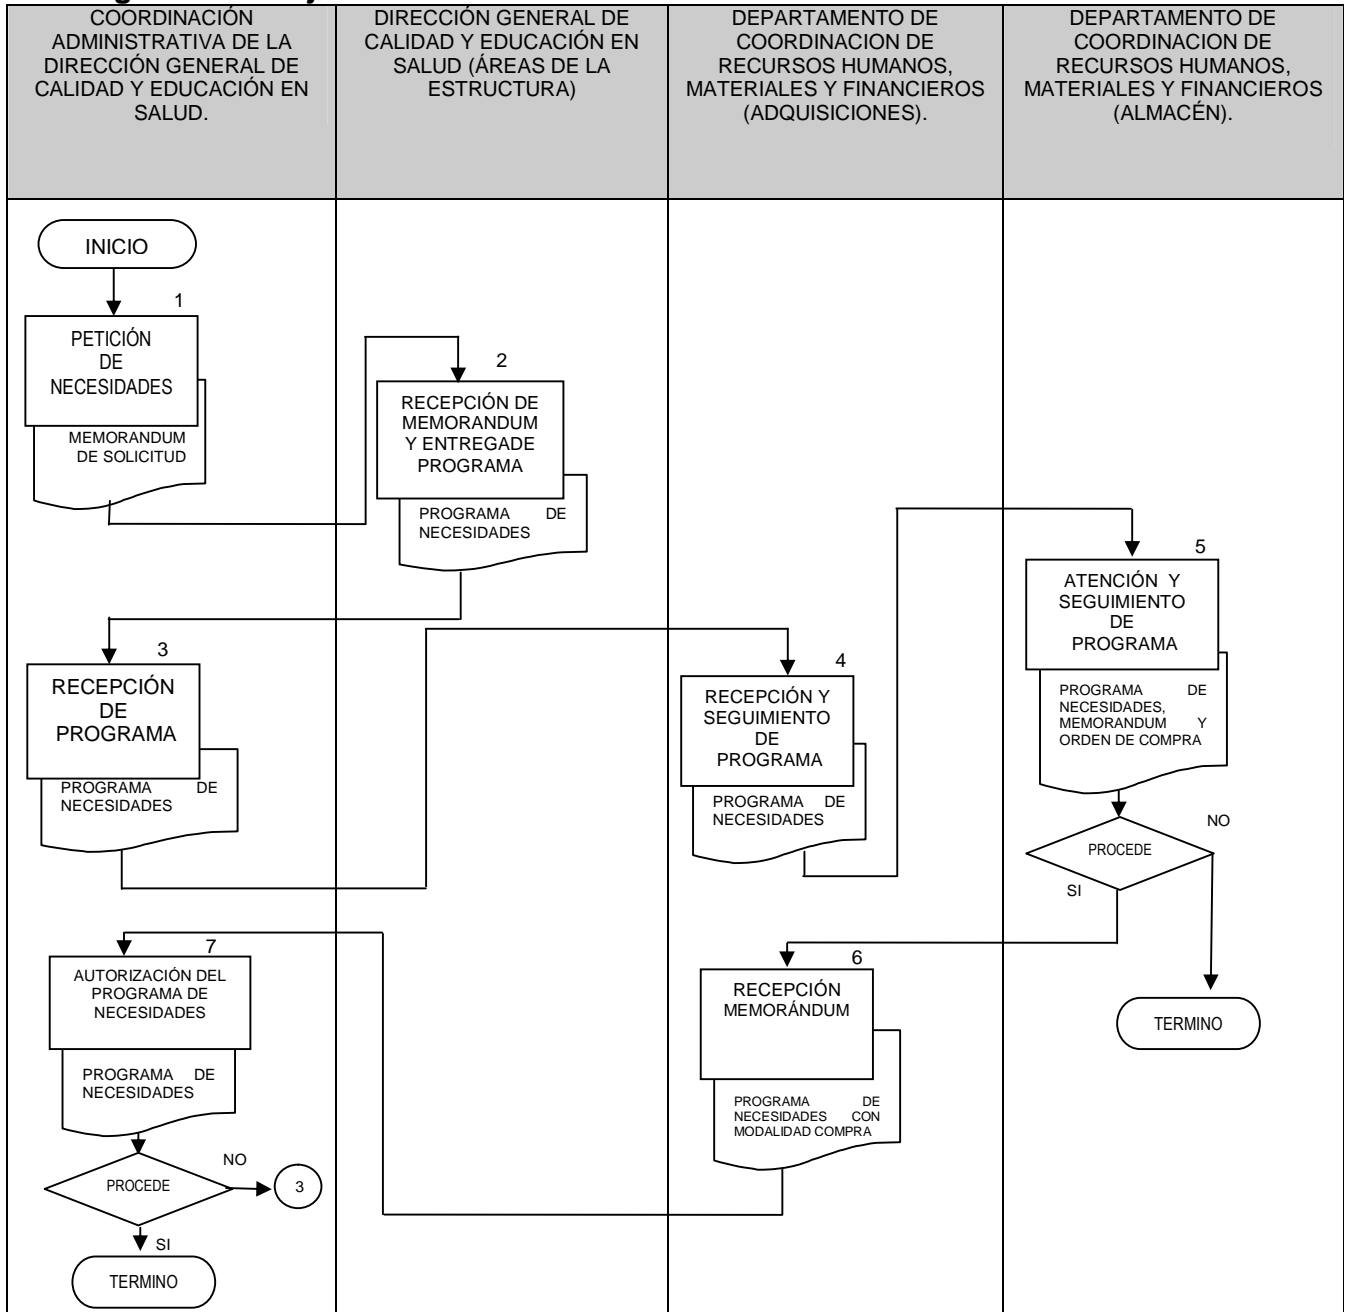 COORDINACIÓN
ADMINISTRATIVA DE LA
DIRECCIÓN GENERAL DE
CALIDAD Y EDUCACIÓN EN
SALUD.
DIRECCIÓN GENERAL DE
CALIDAD Y EDUCACIÓN EN
SALUD (ÁREAS DE LA
ESTRUCTURA)
DEPARTAMENTO DE
COORDINACION DE
RECURSOS HUMANOS,
MATERIALES Y FINANCIEROS
(ADQUISICIONES).
DEPARTAMENTO DE
COORDINACION DE
RECURSOS HUMANOS,
MATERIALES Y FINANCIEROS
(ALMACÉN).
INICIO
1
PETICIÓN
DE
NECESIDADES
MEMORANDUM
DE SOLICITUD
2
RECEPCIÓN DE
MEMORANDUM
Y ENTREGADE
PROGRAMA
PROGRAMA DE
NECESIDADES
3
RECEPCIÓN
DE
PROGRAMA
PROGRAMA DE
NECESIDADES
4
RECEPCIÓN Y
SEGUIMIENTO
DE
PROGRAMA
PROGRAMA DE
NECESIDADES
5
ATENCIÓN Y
SEGUIMIENTO
DE
PROGRAMA
PROGRAMA DE
NECESIDADES,
MEMORANDUM Y
ORDEN DE COMPRA
NO
PROCEDE
SI
TERMINO
6
RECEPCIÓN
MEMORÁNDUM
PROGRAMA DE
NECESIDADES CON
MODALIDAD COMPRA
7
AUTORIZACIÓN DEL
PROGRAMA DE
NECESIDADES
PROGRAMA DE
NECESIDADES
NO
PROCEDE
3
SI
TERMINO